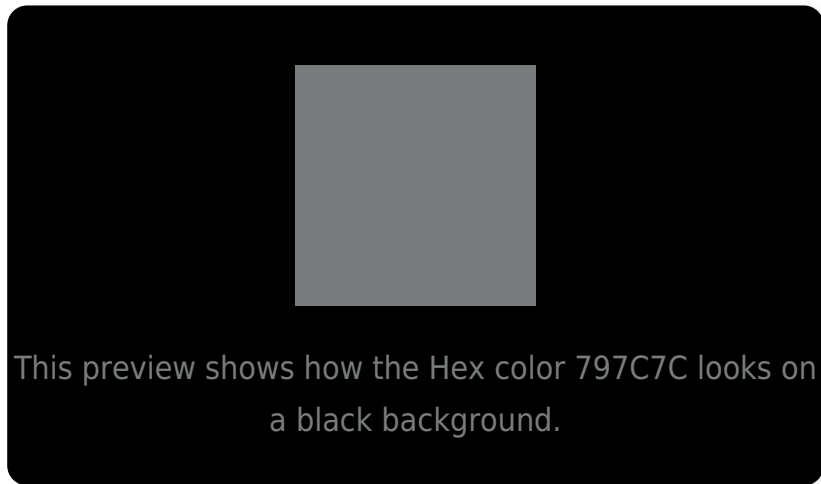 This preview shows how the Hex color 797C7C looks on
a black background.